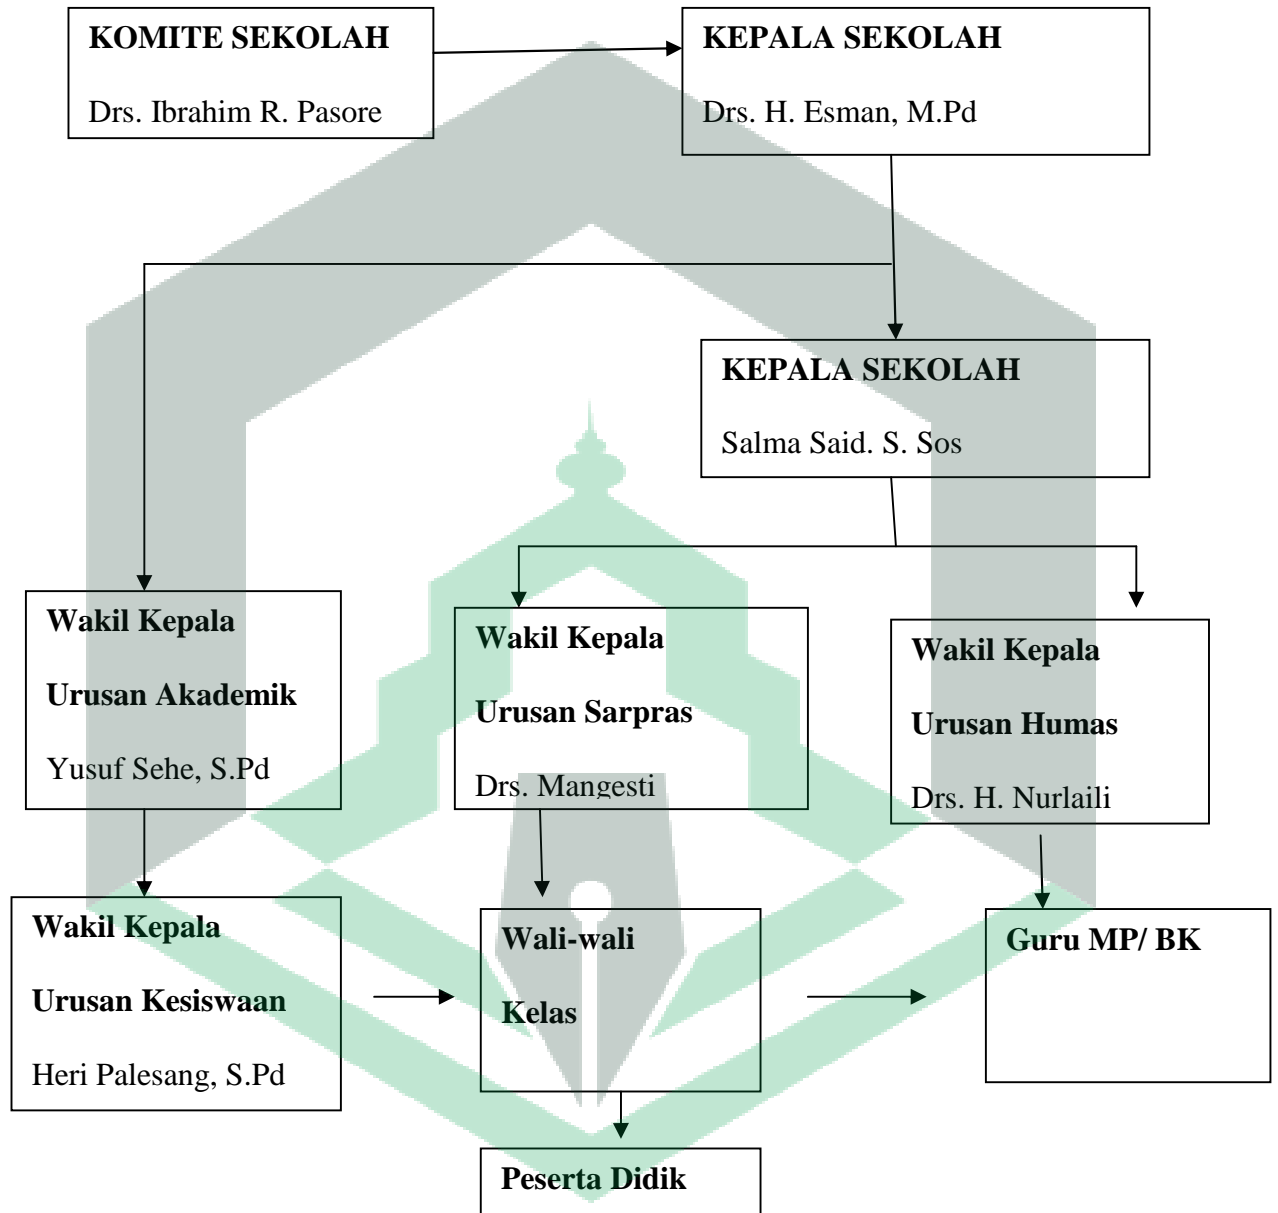 KOMITE SEKOLAH
Drs. Ibrahim R. Pasore
KEPALA SEKOLAH
Drs. H. Esman, M.Pd
KEPALA SEKOLAH
Salma Said. S. Sos
Wakil Kepala
Urusan Akademik
Yusuf Sehe, S.Pd
Wakil Kepala
Urusan Sarpras
Drs. Mangesti
Wakil Kepala
Urusan Humas
Drs. H. Nurlaili
Wakil Kepala
Urusan Kesiswaan
Heri Palesang, S.Pd
Wali-wali
Kelas
Guru MP/ BK
Peserta Didik